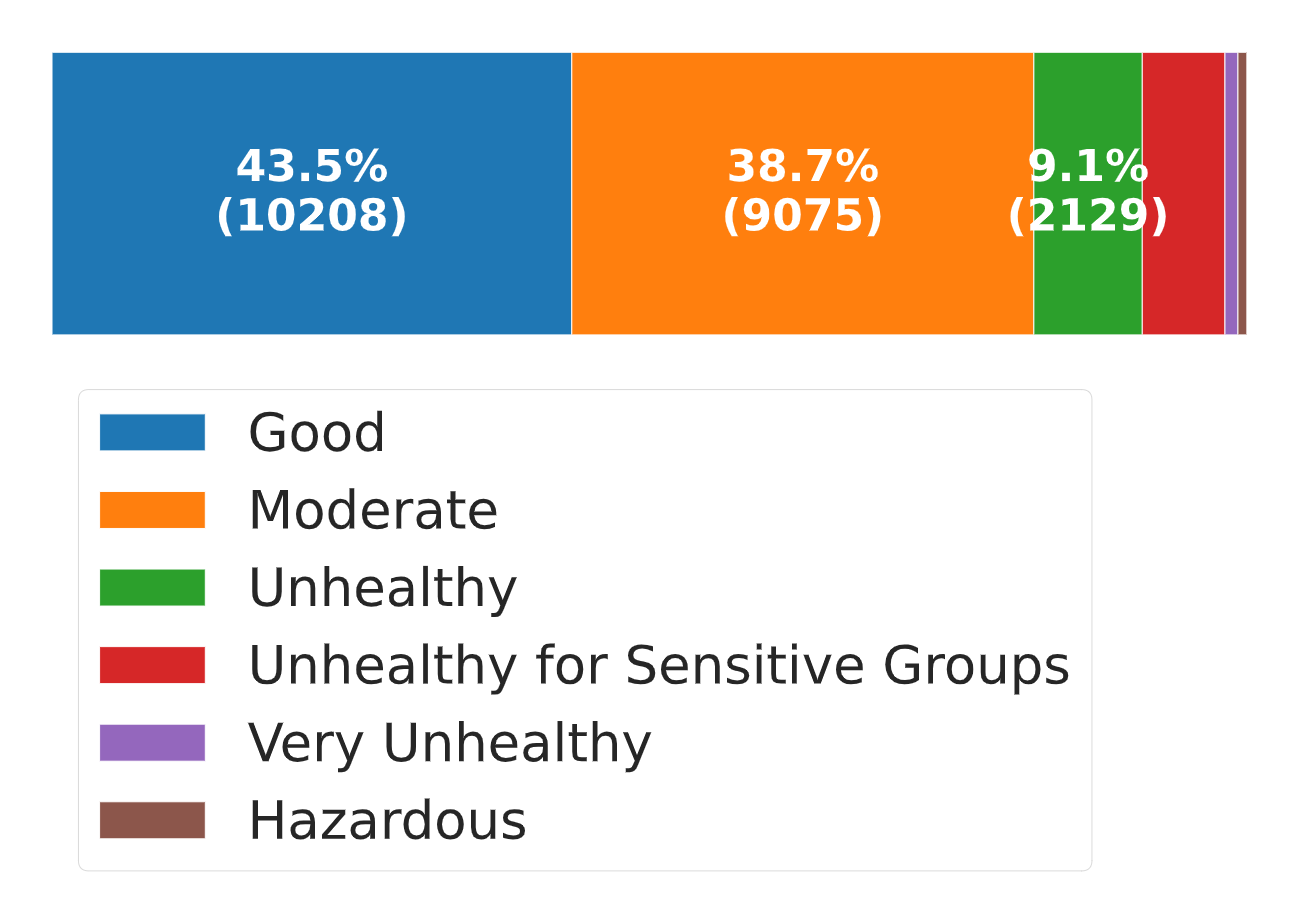 43.5%
(10208)
38.7%
(9075)
9.1%
(2129)
Good
Moderate
Unhealthy
Unhealthy for Sensitive Groups
Very Unhealthy
Hazardous